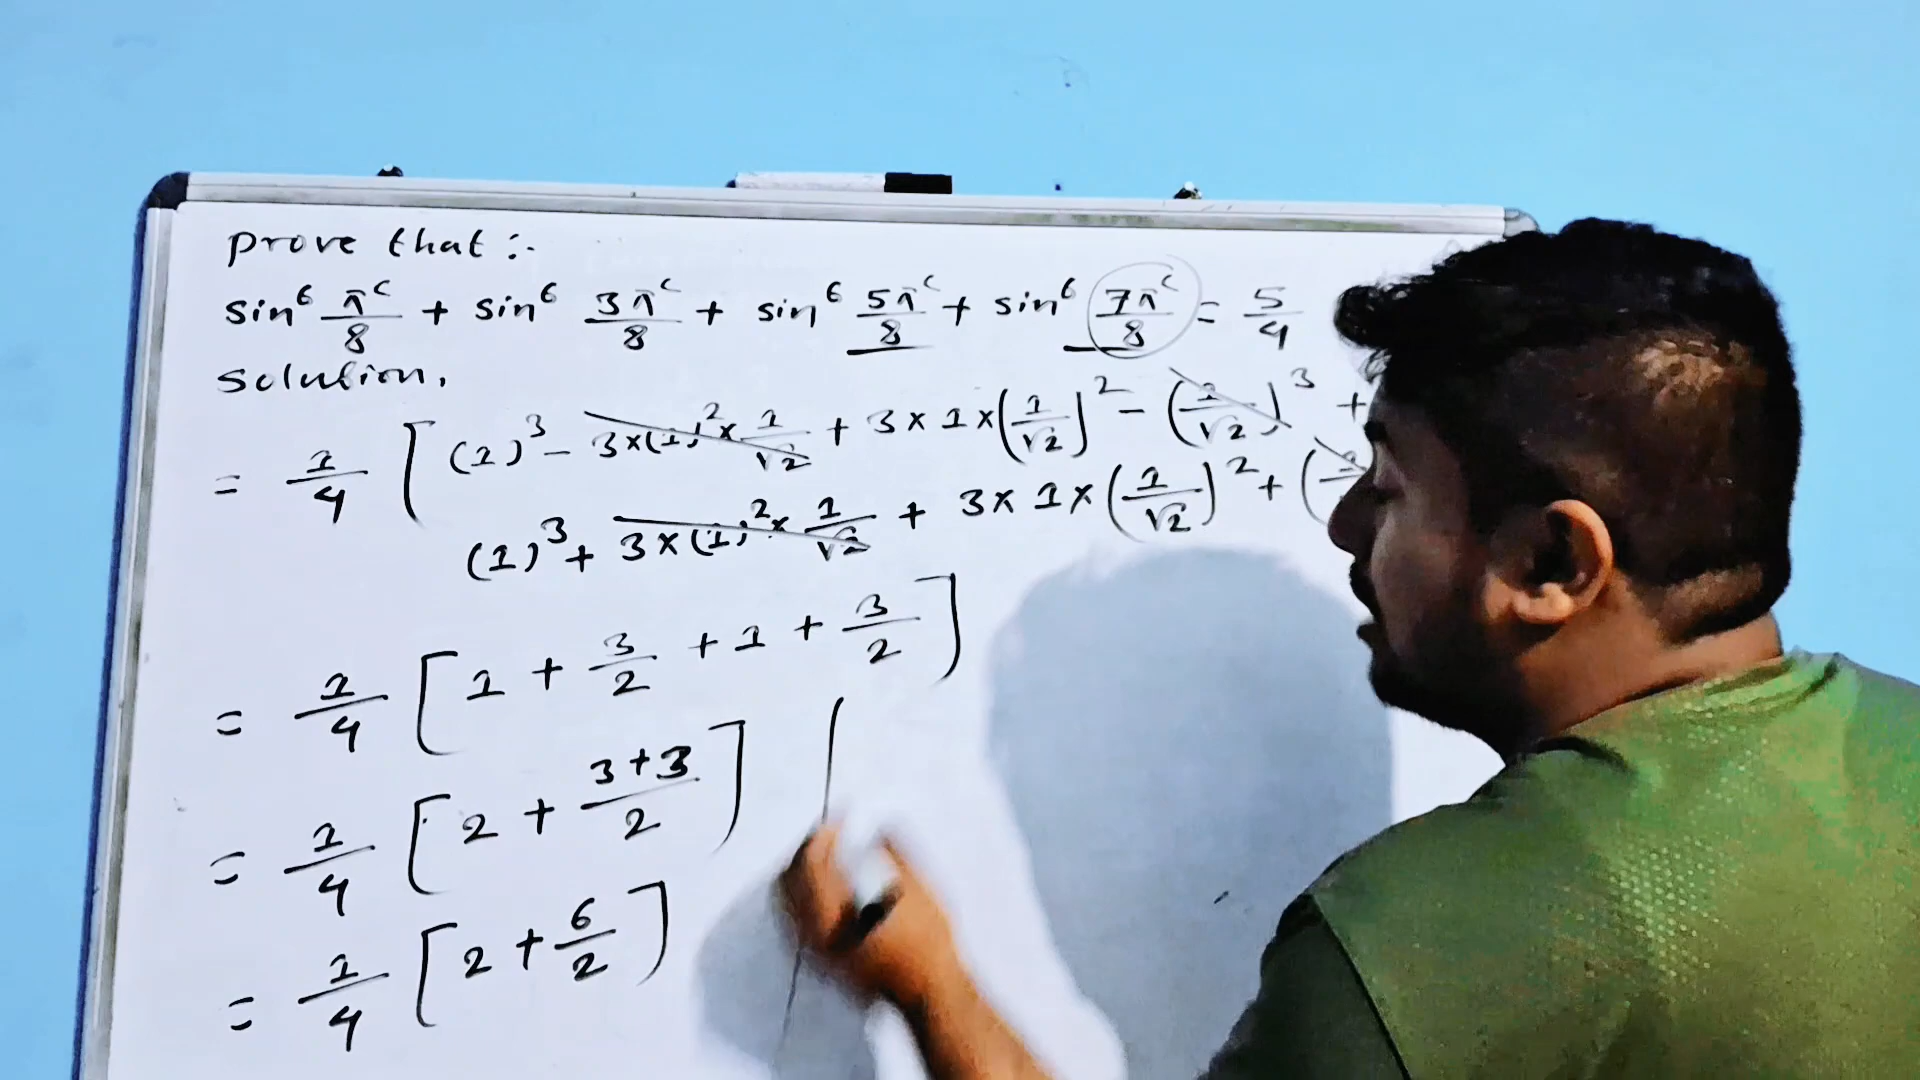 prove that :-
sin⁶ π^c/8 + sin⁶ 3π^c/8 + sin⁶ 5π^c/8 + sin⁶ 7π^c/8 = 5/4
solution,
= 1/4 [ (1)³ - 3×(1)²× 1/√2 + 3×1×(1/√2)² - (1/√2)³ +
(1)³ + 3×(1)²× 1/√2 + 3×1×(1/√2)² + (
= 1/4 [ 1 + 3/2 + 1 + 3/2 ]
= 1/4 [ 2 + 3+3/2 ]
= 1/4 [ 2 + 6/2 ]